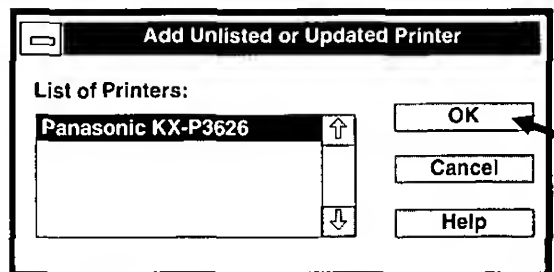 Add Unlisted or Updated Printer
List of Printers:
Panasonic KX-P3626
OK
Cancel
Help